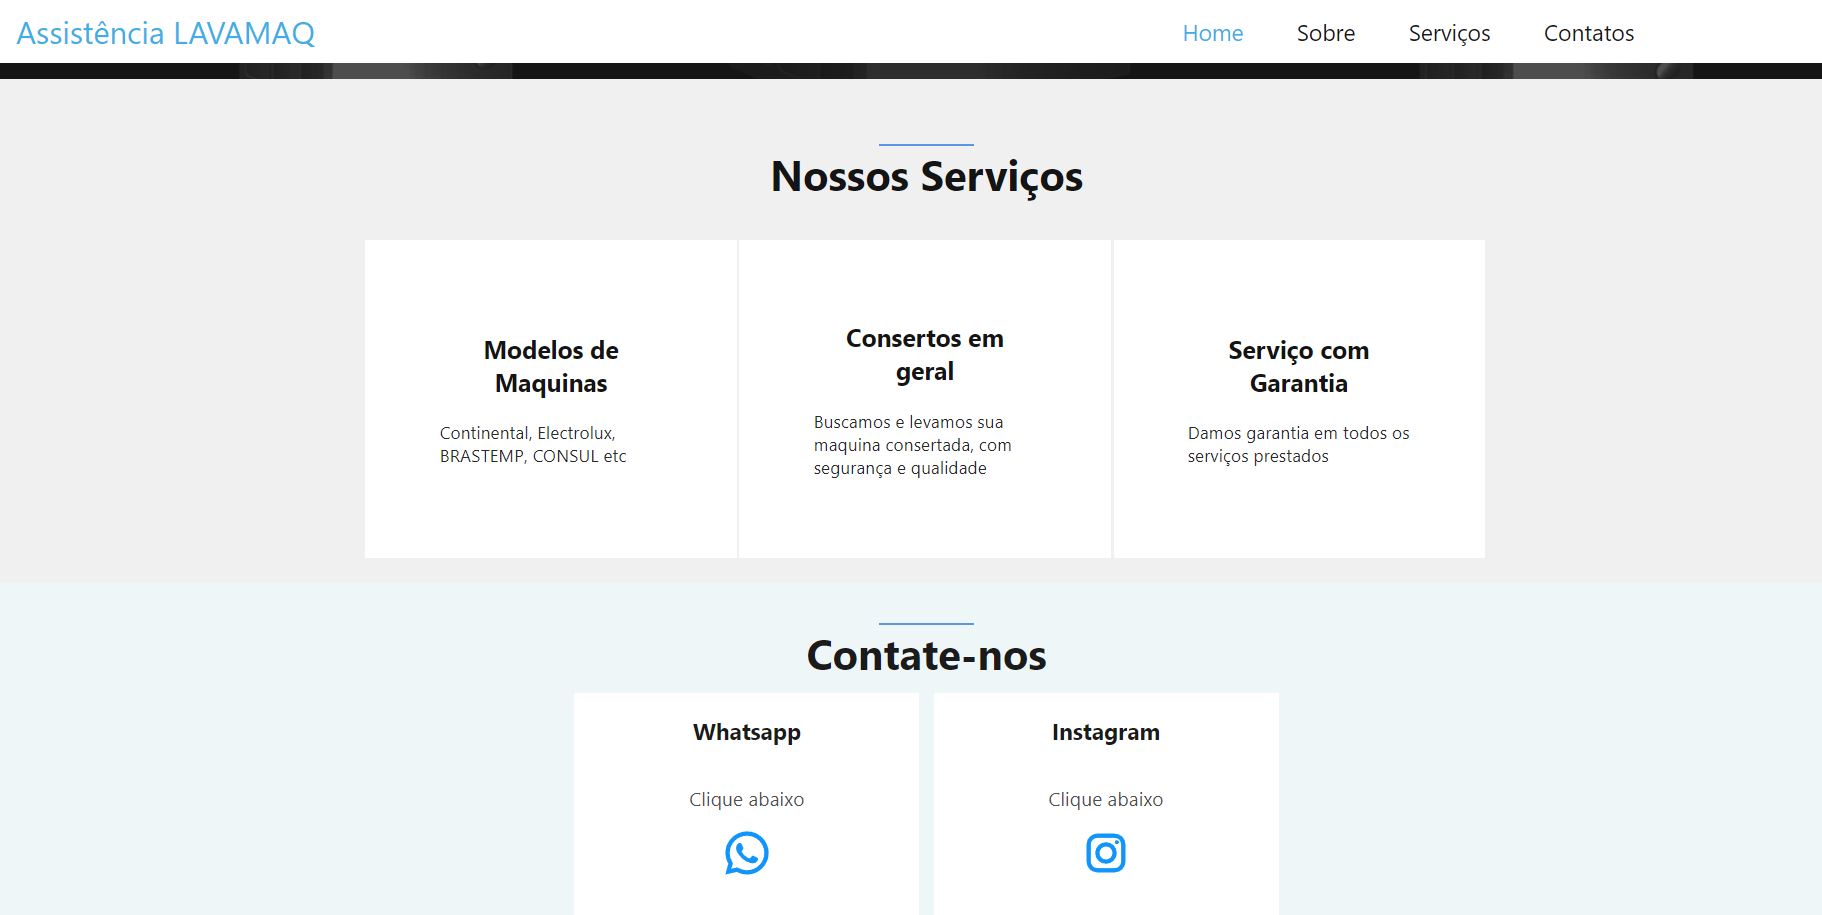 Assistência LAVAMAQ
Home
Sobre
Serviços
Contatos
Nossos Serviços
Modelos de
Maquinas
Continental, Electrolux,
BRASTEMP, CONSUL etc
Consertos em
geral
Buscamos e levamos sua
maquina consertada, com
segurança e qualidade
Serviço com
Garantia
Damos garantia em todos os
serviços prestados
Contate-nos
Whatsapp
Clique abaixo
Instagram
Clique abaixo